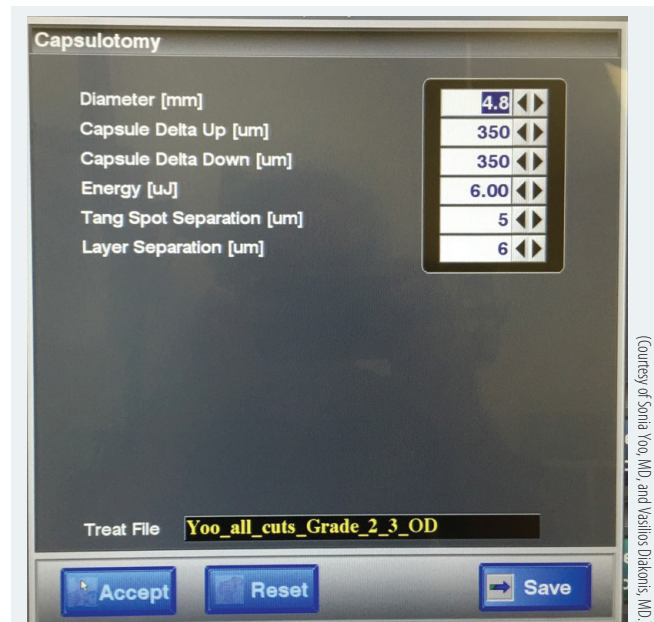 Capsulotomy
Diameter [mm] 4.8
Capsule Delta Up [um] 350
Capsule Delta Down [um] 350
Energy [uJ] 6.00
Tang Spot Separation [um] 5
Layer Separation [um] 6
Treat File Yoo_all_cuts_Grade_2_3_OD
Accept Reset Save
(Courtesy of Sonia Yoo, MD, and Vasilios Diakonis, MD.